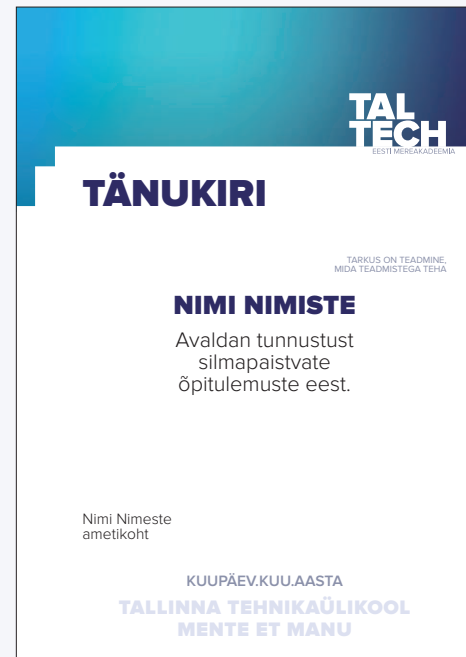 TAL
TECH
EESTI MEREAKADEEMIA
TÄNUKIRI
TARKUS ON TEADMINE,
MIDA TEADMISTEGA TEHA
NIMI NIMISTE
Avaldan tunnustust
silmapaistvate
õpitulemuste eest.
Nimi Nimeste
ametikoht
KUUPÄEV.KUU.AASTA
TALLINNA TEHNIKAÜLIKOOL
MENTE ET MANU